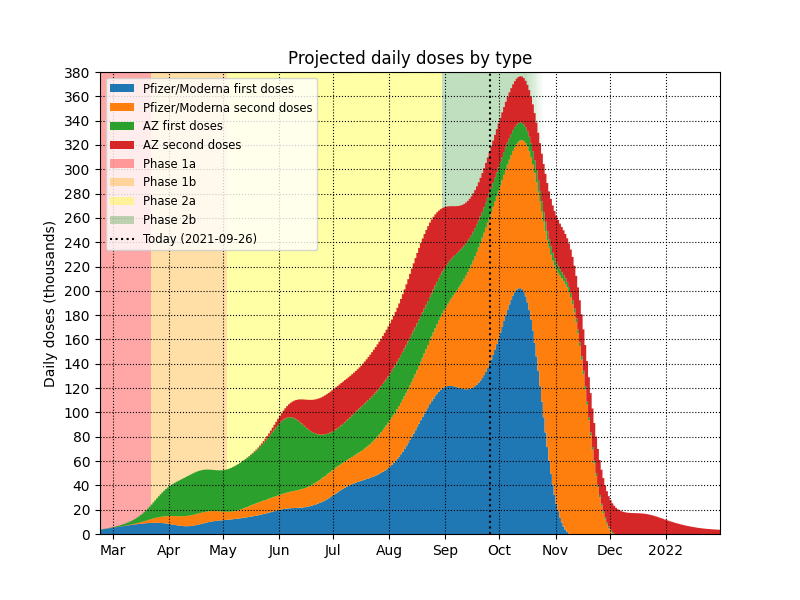 Projected daily doses by type
Daily doses (thousands)
380
360
340
320
300
280
260
240
220
200
180
160
140
120
100
80
60
40
20
0
Pfizer/Moderna first doses
Pfizer/Moderna second doses
AZ first doses
AZ second doses
Phase 1a
Phase 1b
Phase 2a
Phase 2b
Today (2021-09-26)
Mar Apr May Jun Jul Aug Sep Oct Nov Dec 2022